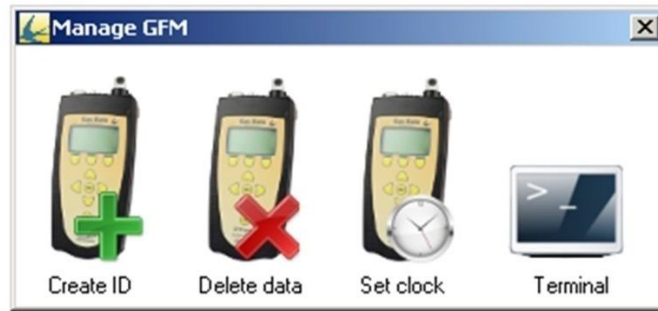 Manage GFM
Create ID
Delete data
Set clock
Terminal